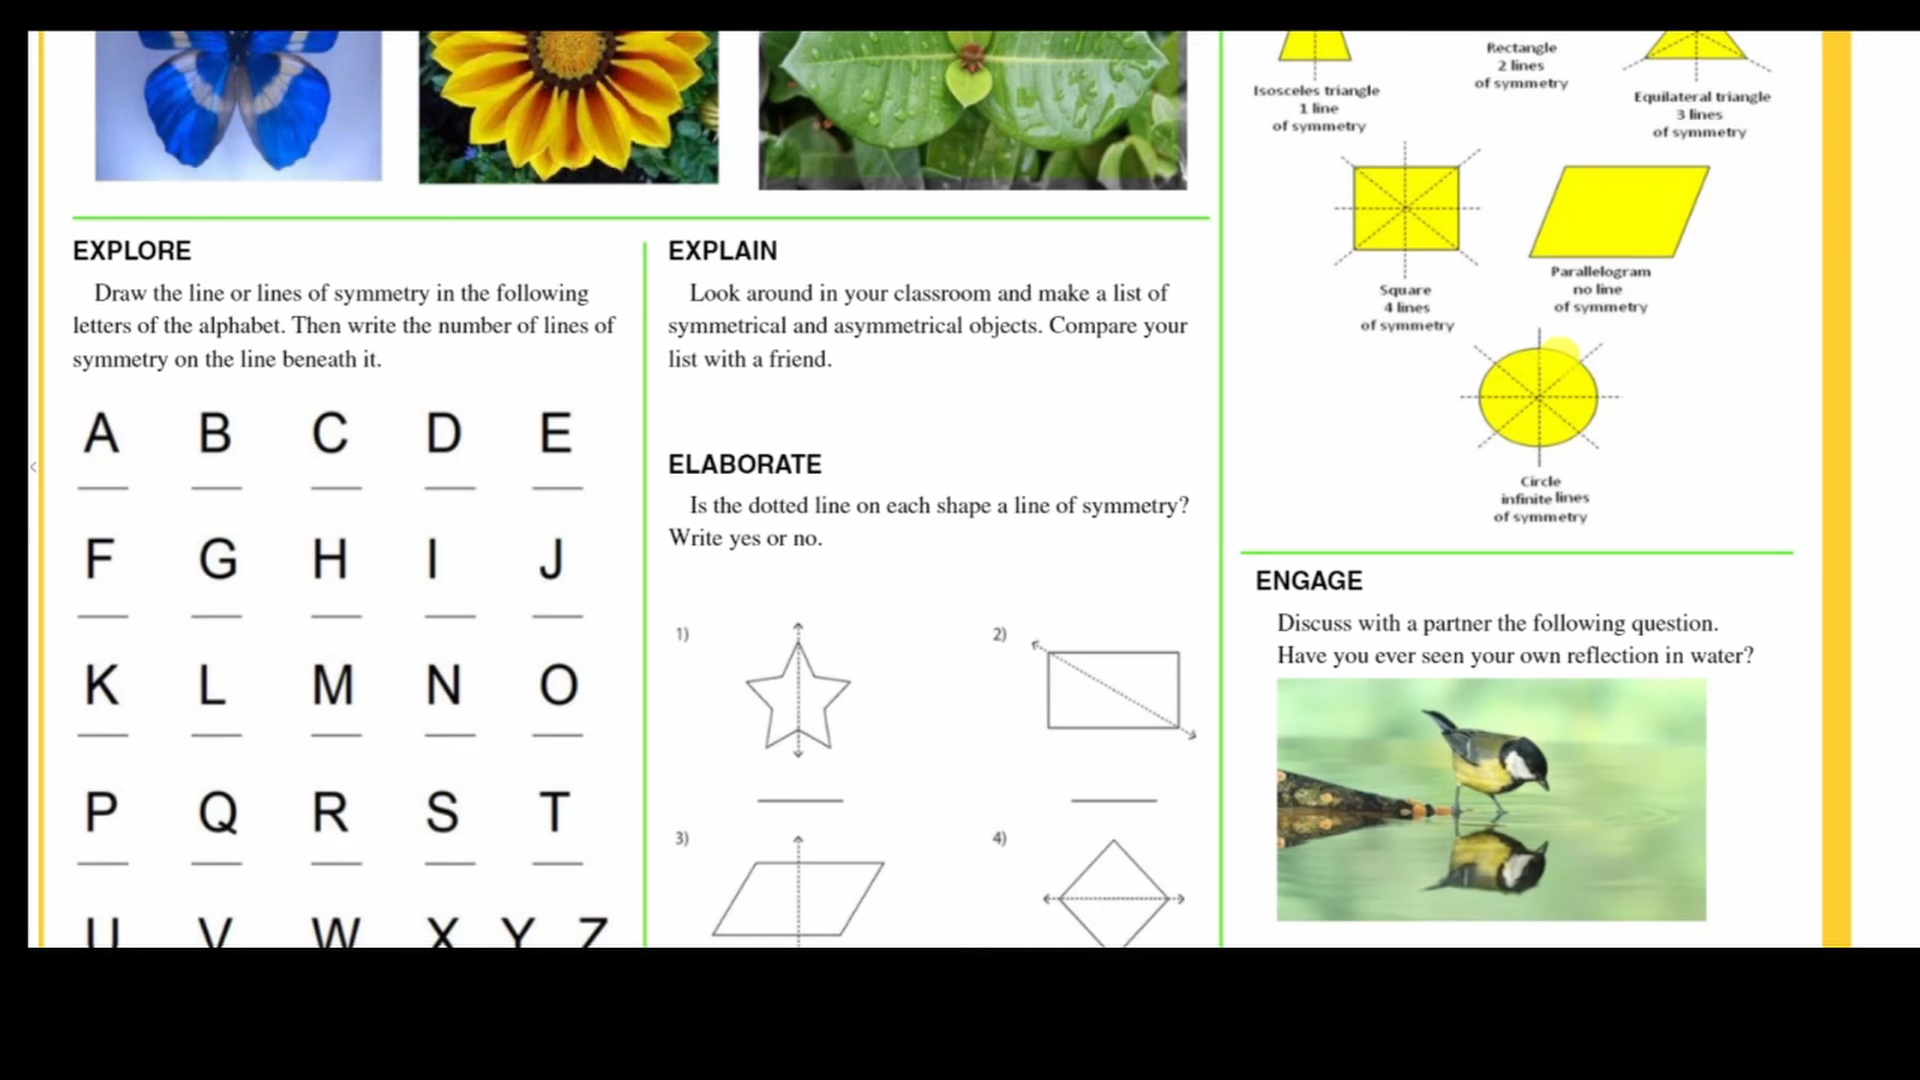 EXPLORE
Draw the line or lines of symmetry in the following
letters of the alphabet. Then write the number of lines of
symmetry on the line beneath it.
A B C D E
F G H I J
K L M N O
P Q R S T
U V W X Y Z
EXPLAIN
Look around in your classroom and make a list of
symmetrical and asymmetrical objects. Compare your
list with a friend.
ELABORATE
Is the dotted line on each shape a line of symmetry?
Write yes or no.
1)
2)
3)
4)
Isosceles triangle
1 line
of symmetry
Rectangle
2 lines
of symmetry
Equilateral triangle
3 lines
of symmetry
Square
4 lines
of symmetry
Parallelogram
no line
of symmetry
Circle
infinite lines
of symmetry
ENGAGE
Discuss with a partner the following question.
Have you ever seen your own reflection in water?